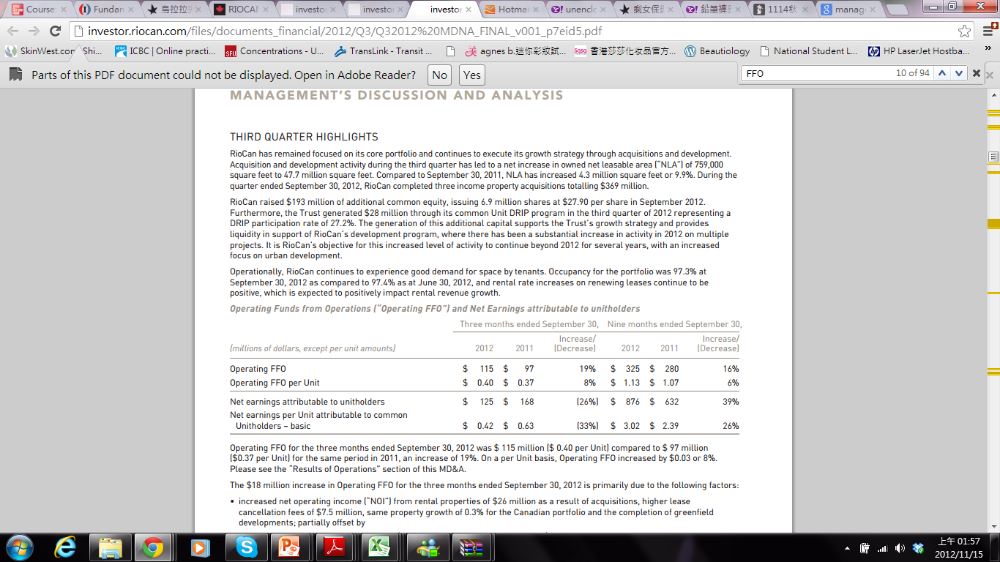 Course
Fundan
烏拉拉
RIOCAN
investo
investo
investor
Hotmai
unenclo
1114秋
manag
investor.riocan.com/files/documents_financial/2012/Q3/Q32012%20MDNA_FINAL_v001_p7eid5.pdf
SkinWest.com Shi...
ICBC | Online practi...
SFU Concentrations - U...
TransLink - Transit ...
agnes b.迷你彩妝試...
Sasa 香港莎莎化妆品官方...
Beautiology
National Student L...
HP LaserJet Hostba...
Parts of this PDF document could not be displayed. Open in Adobe Reader? No Yes
FFO 10 of 94
MANAGEMENT'S DISCUSSION AND ANALYSIS
THIRD QUARTER HIGHLIGHTS
RioCan has remained focused on its core portfolio and continues to execute its growth strategy through acquisitions and development.
Acquisition and development activity during the third quarter has led to a net increase in owned net leasable area ("NLA") of 759,000
square feet to 47.7 million square feet. Compared to September 30, 2011, NLA has increased 4.3 million square feet or 9.9%. During the
quarter ended September 30, 2012, RioCan completed three income property acquisitions totalling $369 million.
RioCan raised $193 million of additional common equity, issuing 6.9 million shares at $27.90 per share in September 2012.
Furthermore, the Trust generated $28 million through its common Unit DRIP program in the third quarter of 2012 representing a
DRIP participation rate of 27.2%. The generation of this additional capital supports the Trust's growth strategy and provides
liquidity in support of RioCan's development program, where there has been a substantial increase in activity in 2012 on multiple
projects. It is RioCan's objective for this increased level of activity to continue beyond 2012 for several years, with an increased
focus on urban development.
Operationally, RioCan continues to experience good demand for space by tenants. Occupancy for the portfolio was 97.3% at
September 30, 2012 as compared to 97.4% as at June 30, 2012, and rental rate increases on renewing leases continue to be
positive, which is expected to positively impact rental revenue growth.
Operating Funds from Operations ("Operating FFO") and Net Earnings attributable to unitholders
Three months ended September 30, Nine months ended September 30,
Increase/ Increase/
(millions of dollars, except per unit amounts) 2012 2011 (Decrease) 2012 2011 (Decrease)
Operating FFO $ 115 $ 97 19% $ 325 $ 280 16%
Operating FFO per Unit $ 0.40 $ 0.37 8% $ 1.13 $ 1.07 6%
Net earnings attributable to unitholders $ 125 $ 168 (26%) $ 876 $ 632 39%
Net earnings per Unit attributable to common
Unitholders – basic $ 0.42 $ 0.63 (33%) $ 3.02 $ 2.39 26%
Operating FFO for the three months ended September 30, 2012 was $ 115 million ($ 0.40 per Unit) compared to $ 97 million
($0.37 per Unit) for the same period in 2011, an increase of 19%. On a per Unit basis, Operating FFO increased by $0.03 or 8%.
Please see the "Results of Operations" section of this MD&A.
The $18 million increase in Operating FFO for the three months ended September 30, 2012 is primarily due to the following factors:
• increased net operating income ("NOI") from rental properties of $26 million as a result of acquisitions, higher lease
cancellation fees of $7.5 million, same property growth of 0.3% for the Canadian portfolio and the completion of greenfield
developments; partially offset by
上午 01:57
2012/11/15